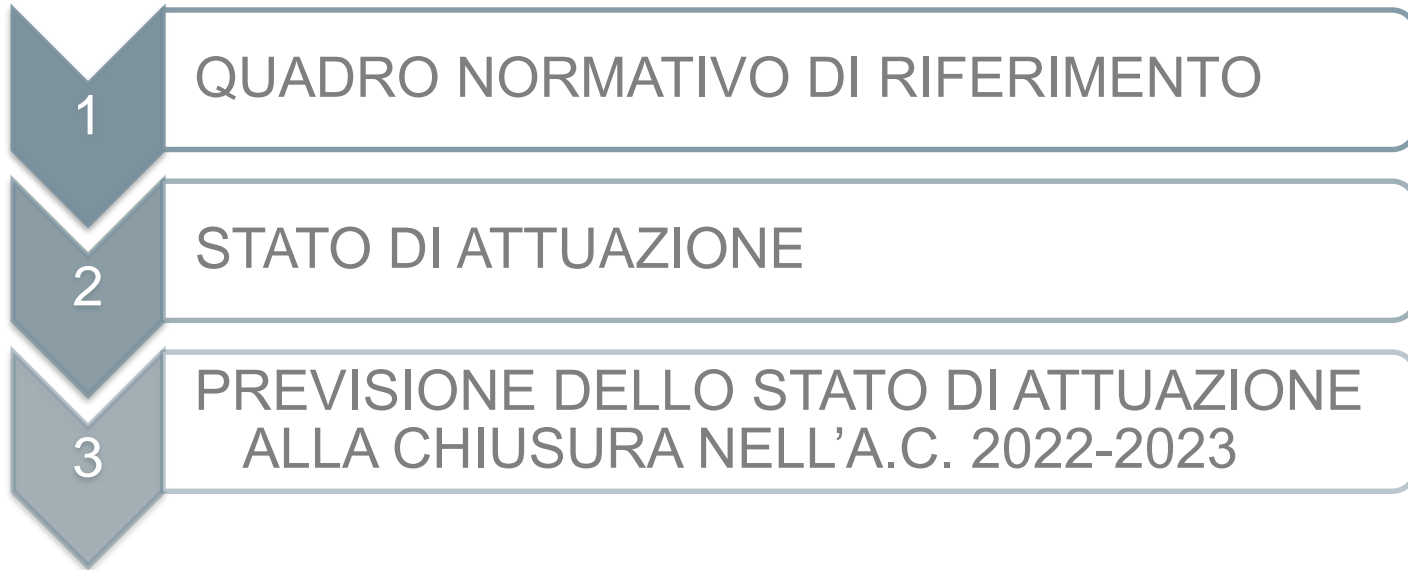 1
QUADRO NORMATIVO DI RIFERIMENTO
2
STATO DI ATTUAZIONE
3
PREVISIONE DELLO STATO DI ATTUAZIONE
ALLA CHIUSURA NELL’A.C. 2022-2023